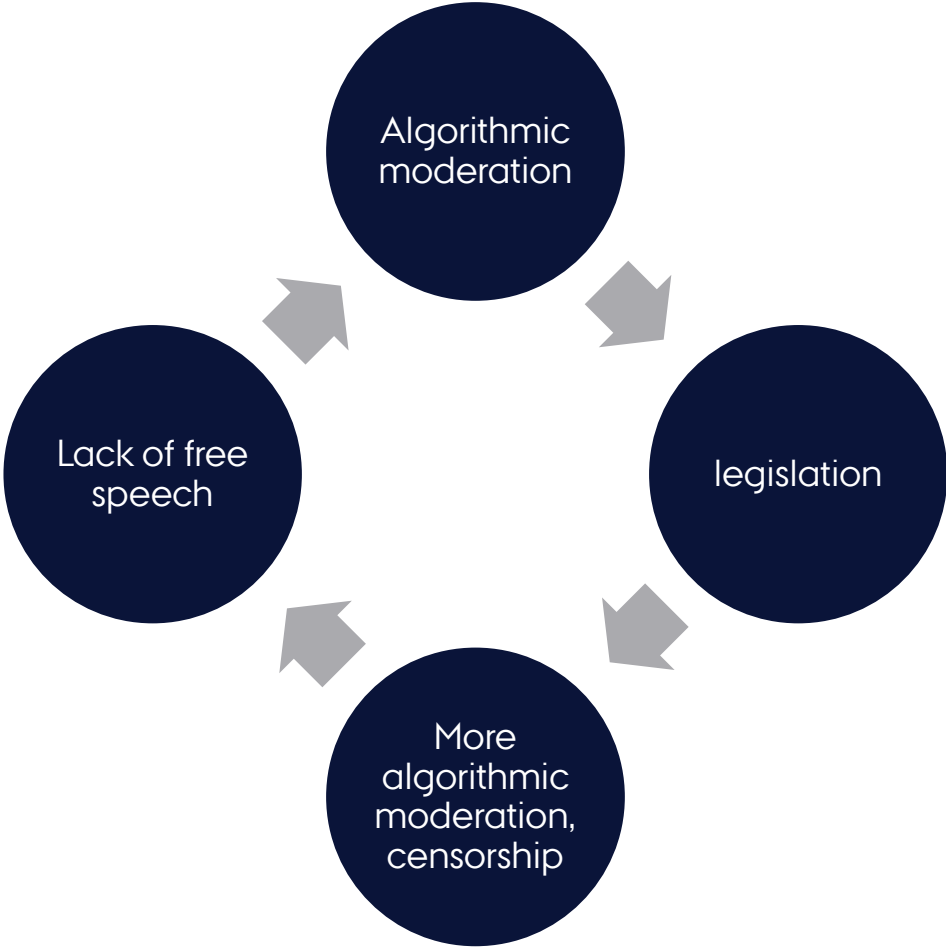 Algorithmic
moderation
legislation
More
algorithmic
moderation,
censorship
Lack of free
speech